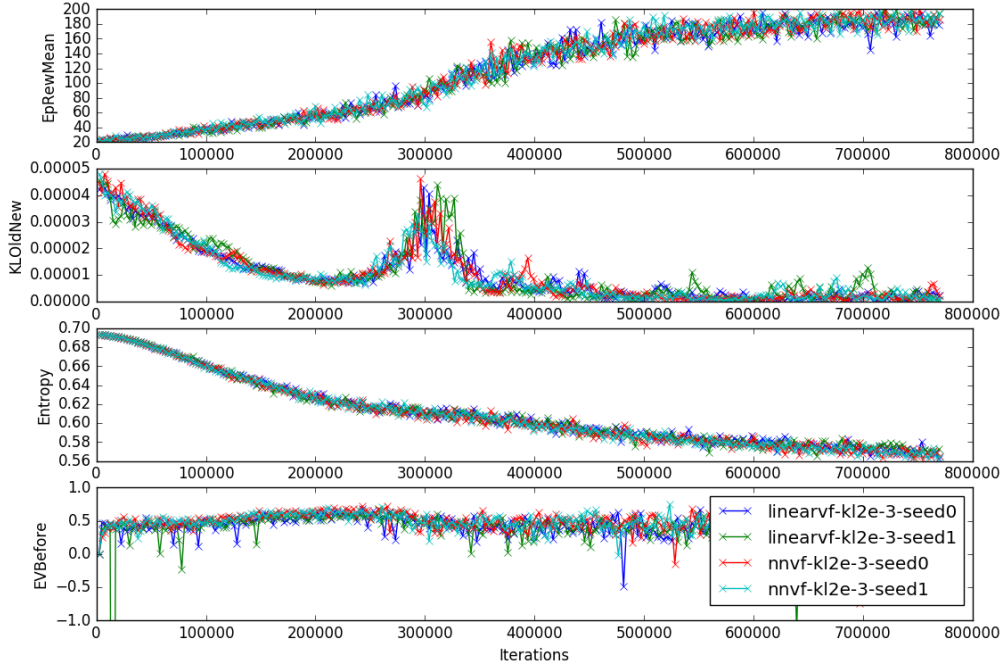 200
180
160
140
120
100
80
60
40
20
EpRewMean
0 100000 200000 300000 400000 500000 600000 700000 800000
0.00005
0.00004
0.00003
0.00002
0.00001
0.00000
KLOldNew
0 100000 200000 300000 400000 500000 600000 700000 800000
0.70
0.68
0.66
0.64
0.62
0.60
0.58
0.56
Entropy
0 100000 200000 300000 400000 500000 600000 700000 800000
1.0
0.5
0.0
−0.5
−1.0
EVBefore
linearvf-kl2e-3-seed0
linearvf-kl2e-3-seed1
nnvf-kl2e-3-seed0
nnvf-kl2e-3-seed1
0 100000 200000 300000 400000 500000 600000 700000 800000
Iterations